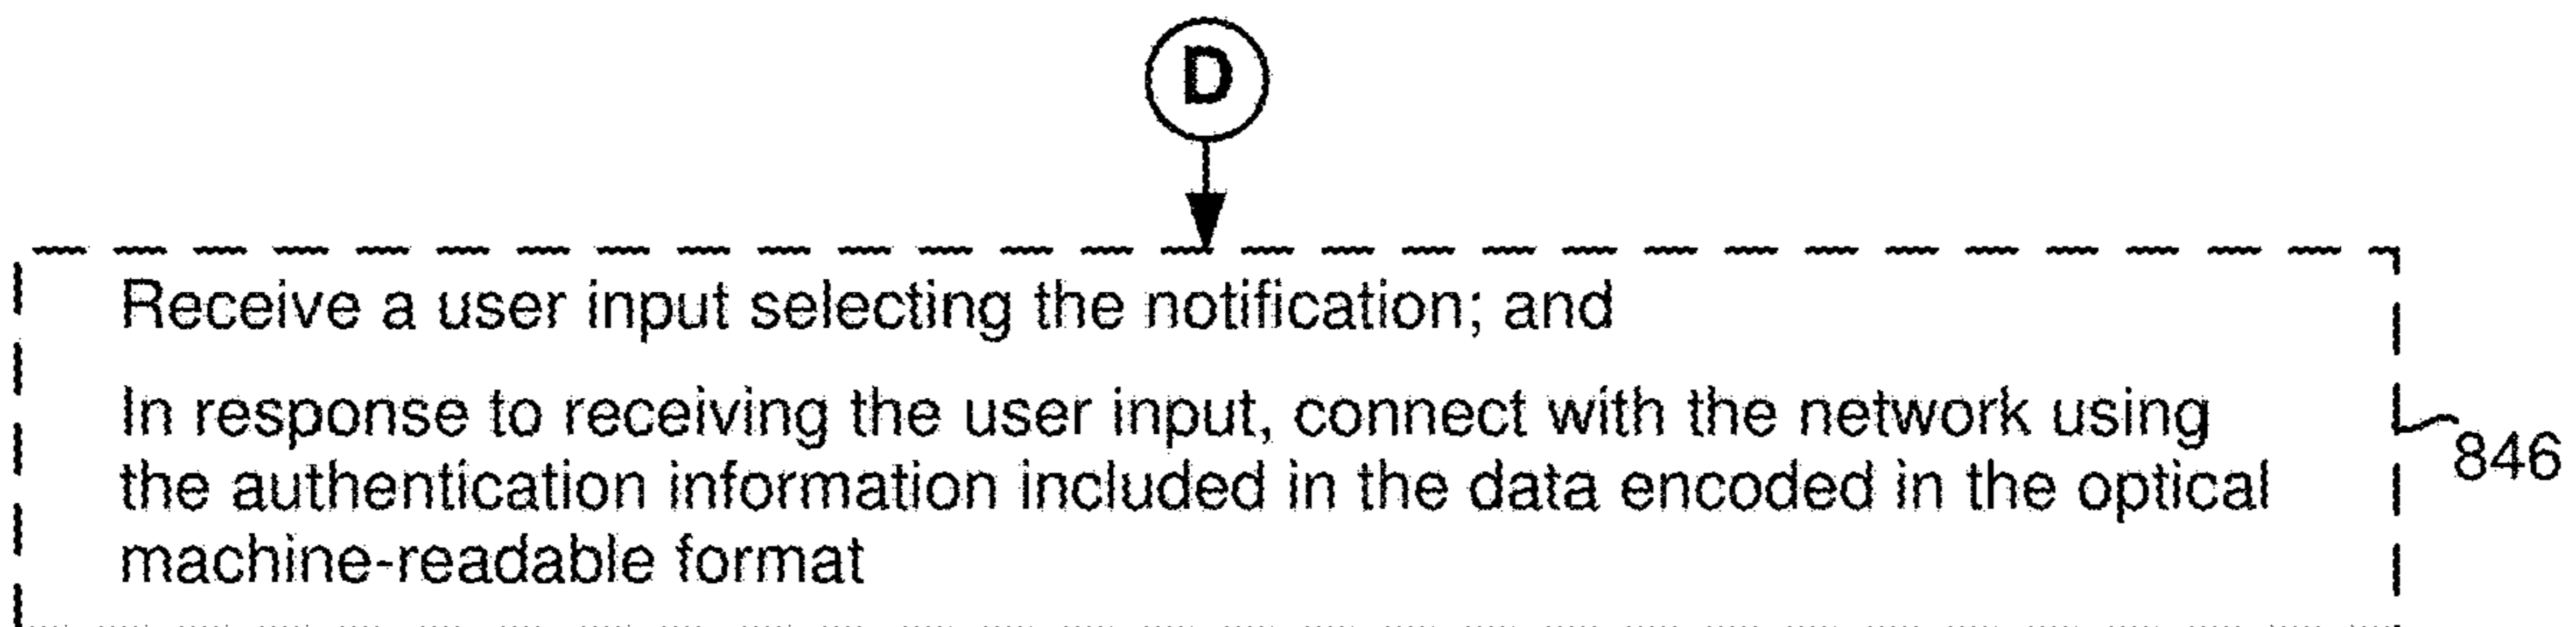 D
Receive a user input selecting the notification; and
In response to receiving the user input, connect with the network using
the authentication information included in the data encoded in the optical
machine-readable format
846